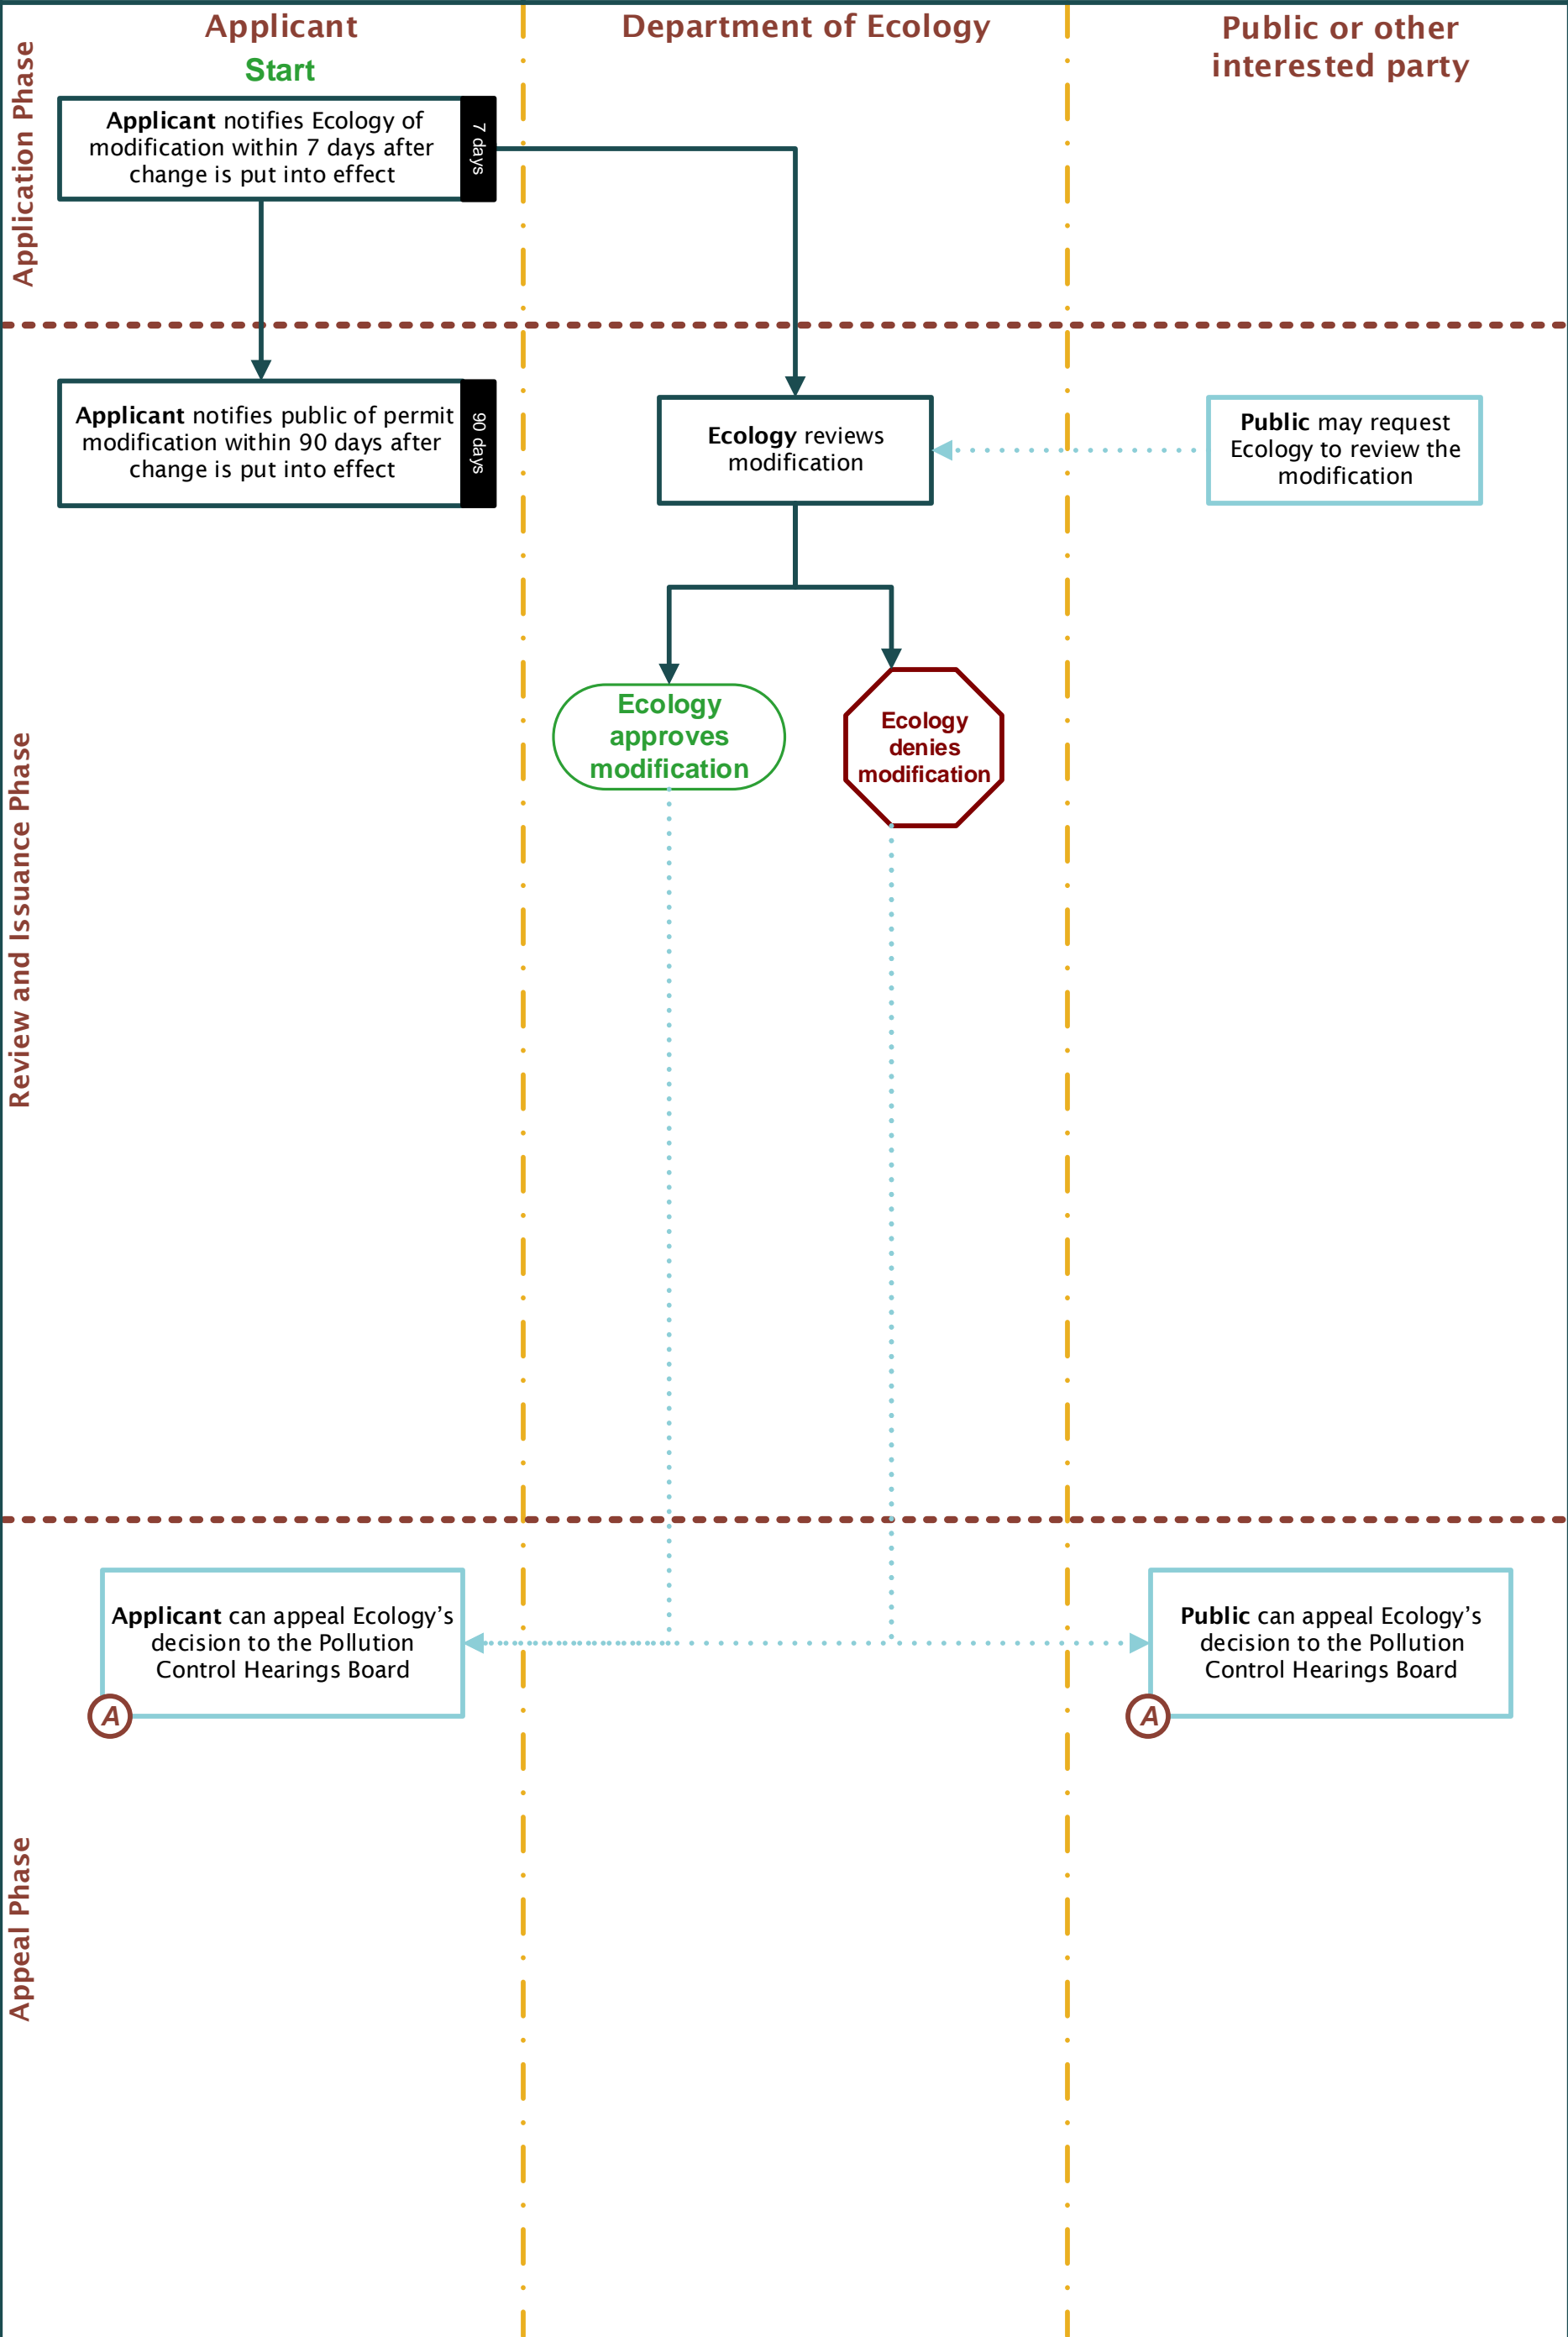 Applicant
Department of Ecology
Public or other
interested party
Start
Application Phase
Applicant notifies Ecology of
modification within 7 days after
change is put into effect
7 days
Review and Issuance Phase
Applicant notifies public of permit
modification within 90 days after
change is put into effect
90 days
Ecology reviews
modification
Public may request
Ecology to review the
modification
Ecology
approves
modification
Ecology
denies
modification
Appeal Phase
Applicant can appeal Ecology’s
decision to the Pollution
Control Hearings Board
A
Public can appeal Ecology’s
decision to the Pollution
Control Hearings Board
A